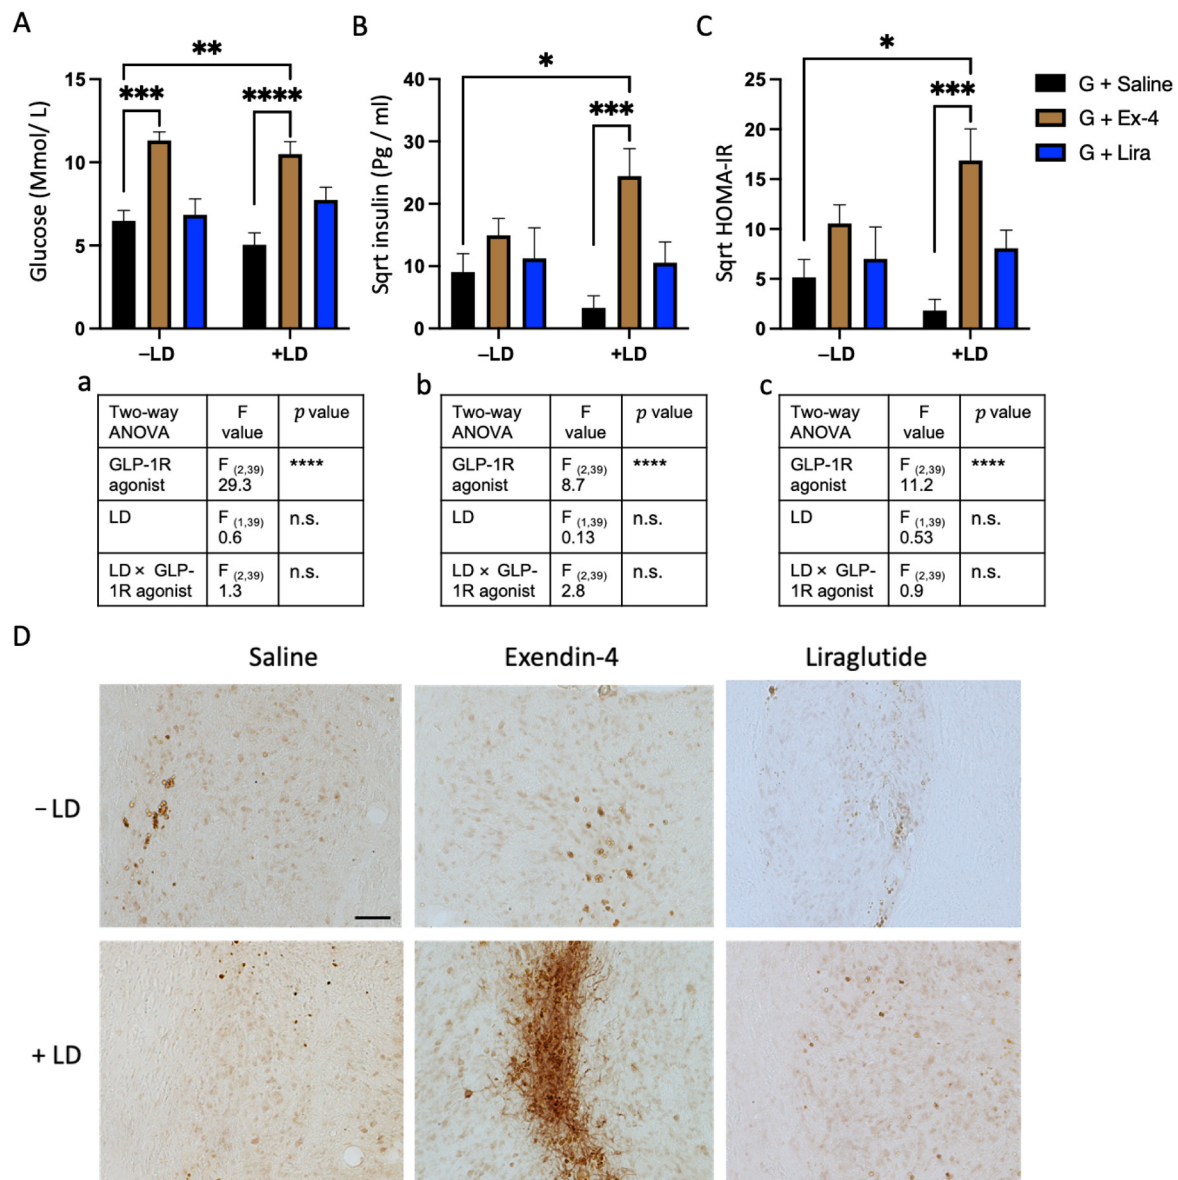 A
B
C
**
*
*
***
****
***
***
G + Saline
G + Ex-4
G + Lira
Glucose (Mmol/ L)
15
10
5
0
–LD
+LD
Sqrt insulin (Pg / ml)
40
30
20
10
0
–LD
+LD
Sqrt HOMA-IR
25
20
15
10
5
0
–LD
+LD
a
Two-way
ANOVA
F
value
p value
GLP-1R
agonist
F (2,39)
29.3
****
LD
F (1,39)
0.6
n.s.
LD × GLP-
1R agonist
F (2,39)
1.3
n.s.
b
Two-way
ANOVA
F
value
p value
GLP-1R
agonist
F (2,39)
8.7
****
LD
F (1,39)
0.13
n.s.
LD × GLP-
1R agonist
F (2,39)
2.8
n.s.
c
Two-way
ANOVA
F
value
p value
GLP-1R
agonist
F (2,39)
11.2
****
LD
F (1,39)
0.53
n.s.
LD × GLP-
1R agonist
F (2,39)
0.9
n.s.
D
Saline
Exendin-4
Liraglutide
– LD
+ LD